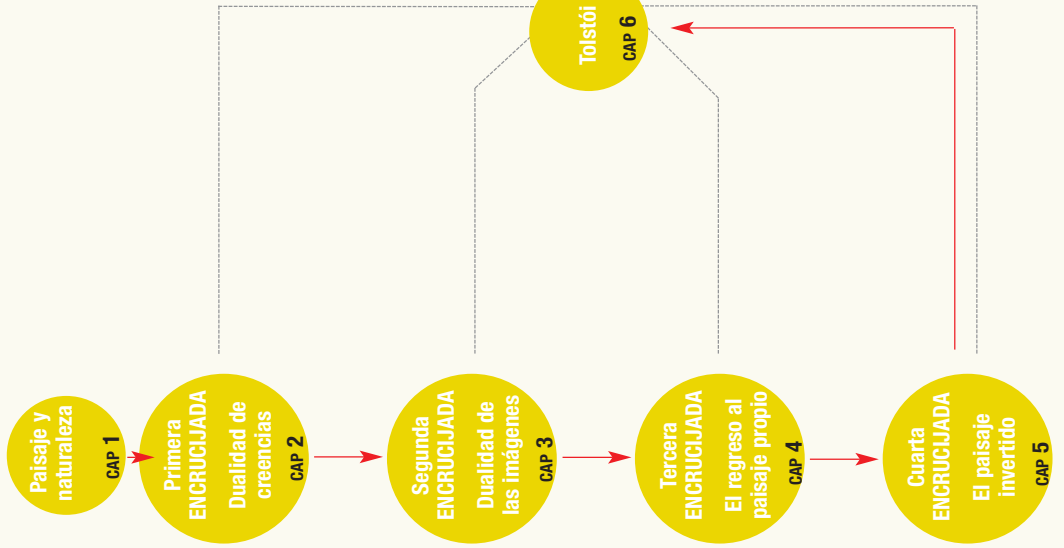 Paisaje y
naturaleza
CAP 1
Primera
ENCRUCIJADA
Dualidad de
creencias
CAP 2
Segunda
ENCRUCIJADA
Dualidad de
las imágenes
CAP 3
Tercera
ENCRUCIJADA
El regreso al
paisaje propio
CAP 4
Cuarta
ENCRUCIJADA
El paisaje
invertido
CAP 5
Tolstói
CAP 6